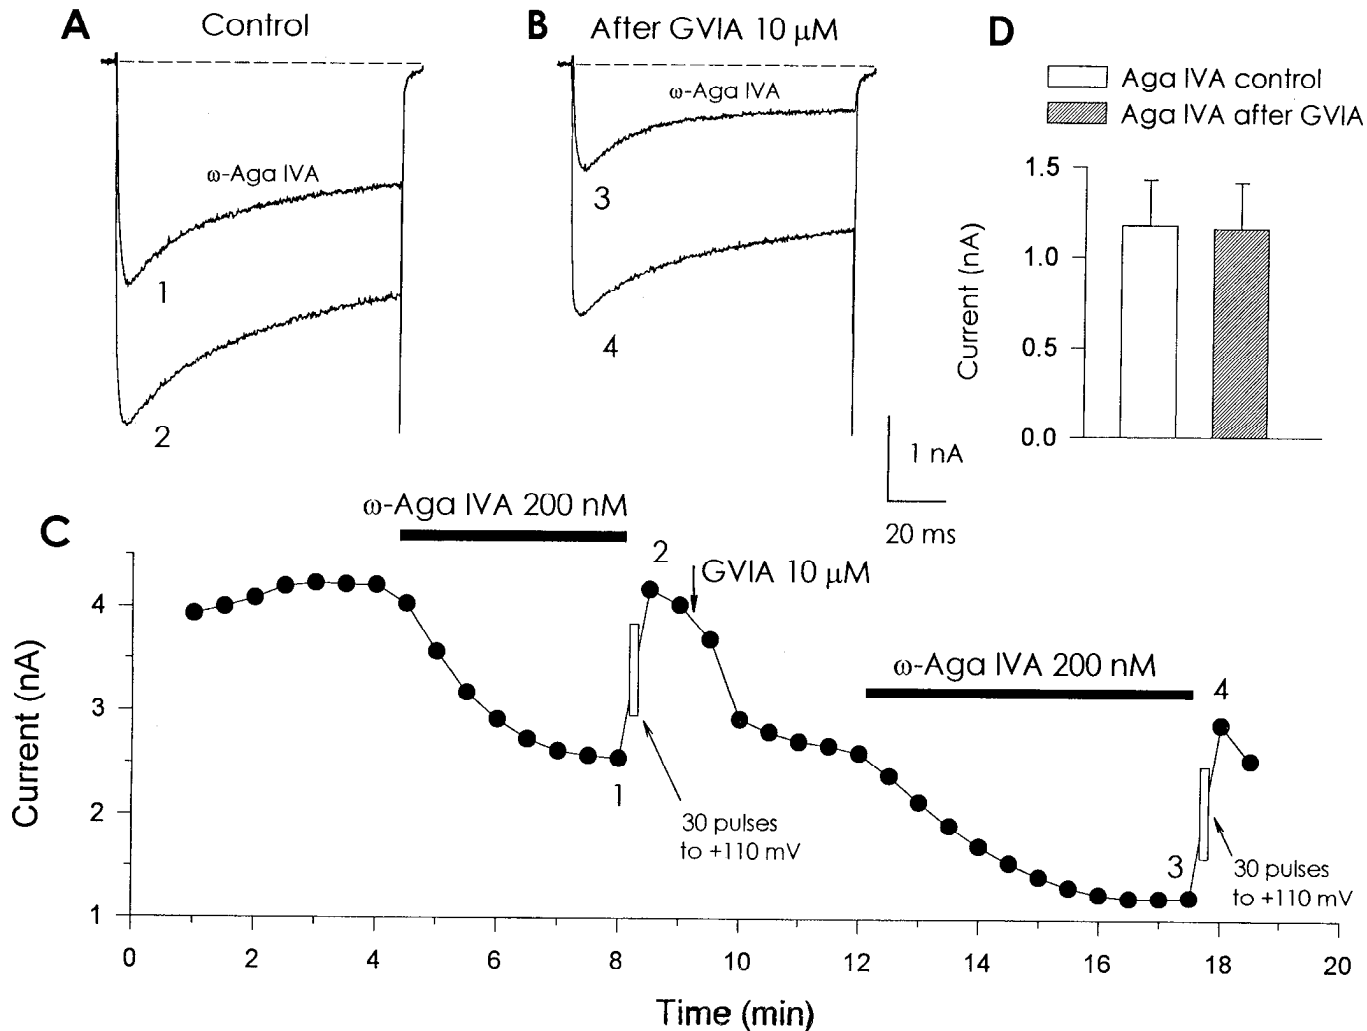 A
Control
ω-Aga IVA
1
2
B
After GVIA 10 μM
ω-Aga IVA
3
4
1 nA
20 ms
D
Aga IVA control
Aga IVA after GVIA
1.5
1.0
0.5
0.0
Current (nA)
C
ω-Aga IVA 200 nM
2
GVIA 10 μM
ω-Aga IVA 200 nM
4
1
30 pulses
to +110 mV
3
30 pulses
to +110 mV
4
3
2
1
Current (nA)
0
2
4
6
8
10
12
14
16
18
20
Time (min)